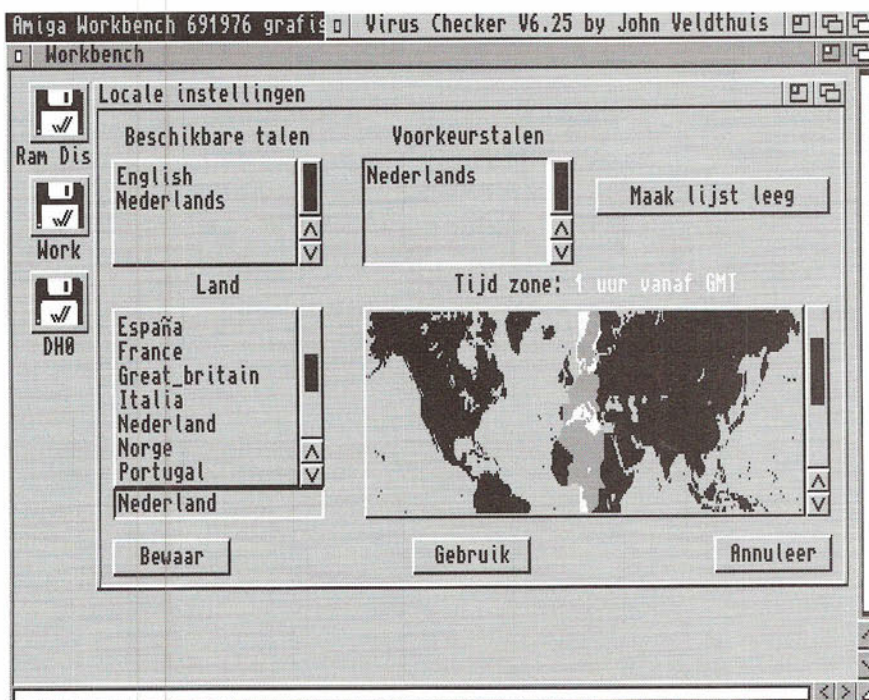 Amiga Workbench 691976 grafis
Virus Checker V6.25 by John Veldthuis
Workbench
Locale instellingen
Ram Dis
Work
DH0
Beschikbare talen
English
Nederlands
Voorkeurstalen
Nederlands
Maak lijst leeg
Land
España
France
Great_britain
Italia
Nederland
Norge
Portugal
Nederland
Tijd zone: 1 uur vanaf GMT
Bewaar
Gebruik
Annuleer